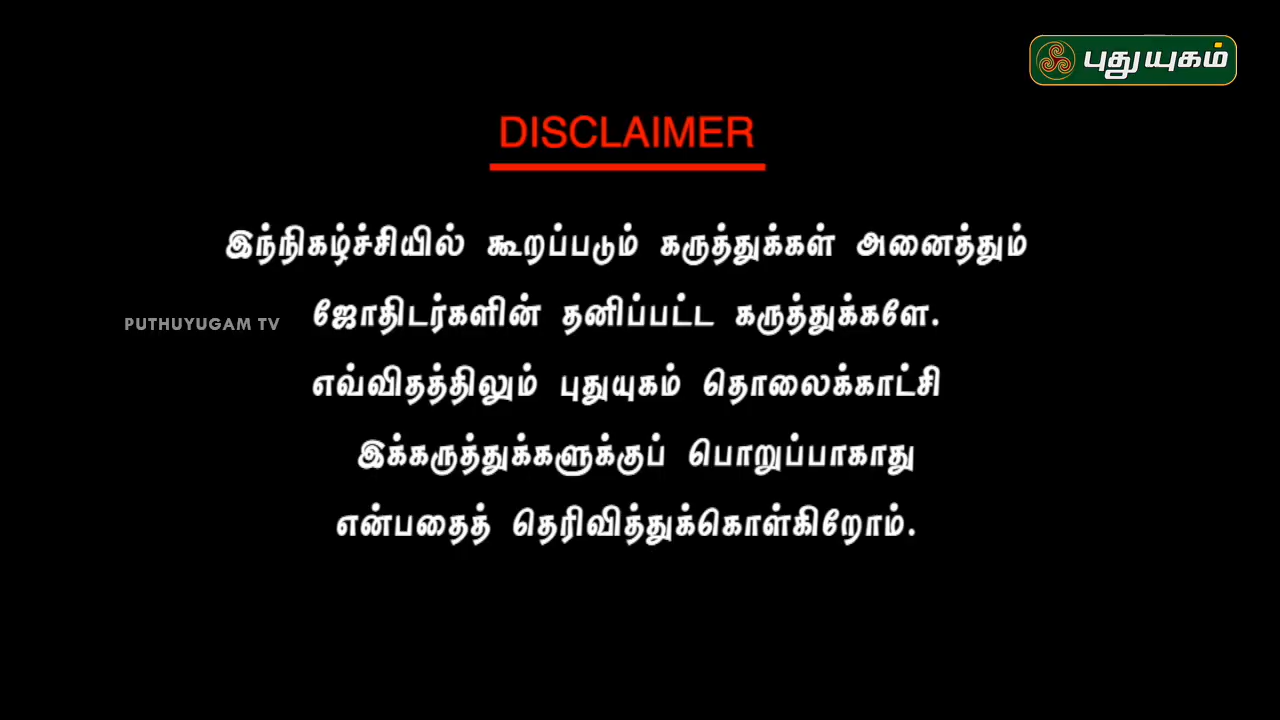 புதுயுகம்
DISCLAIMER
இந்நிகழ்ச்சியில் கூறப்படும் கருத்துக்கள் அனைத்தும்
PUTHUYUGAM TV
ஜோதிடர்களின் தனிப்பட்ட கருத்துக்களே.
எவ்விதத்திலும் புதுயுகம் தொலைக்காட்சி
இக்கருத்துக்களுக்குப் பொறுப்பாகாது
என்பதைத் தெரிவித்துக்கொள்கிறோம்.